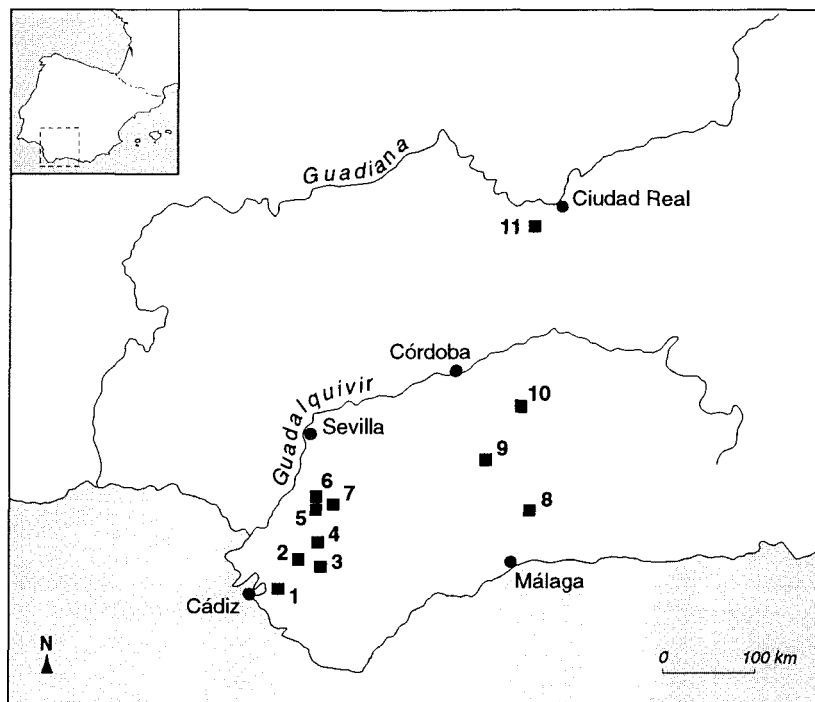 Guadiana
Ciudad Real
11
Córdoba
Guadalquivir
10
Sevilla
9
6
7
5
8
4
2
3
Málaga
1
Cádiz
N
0 100 km